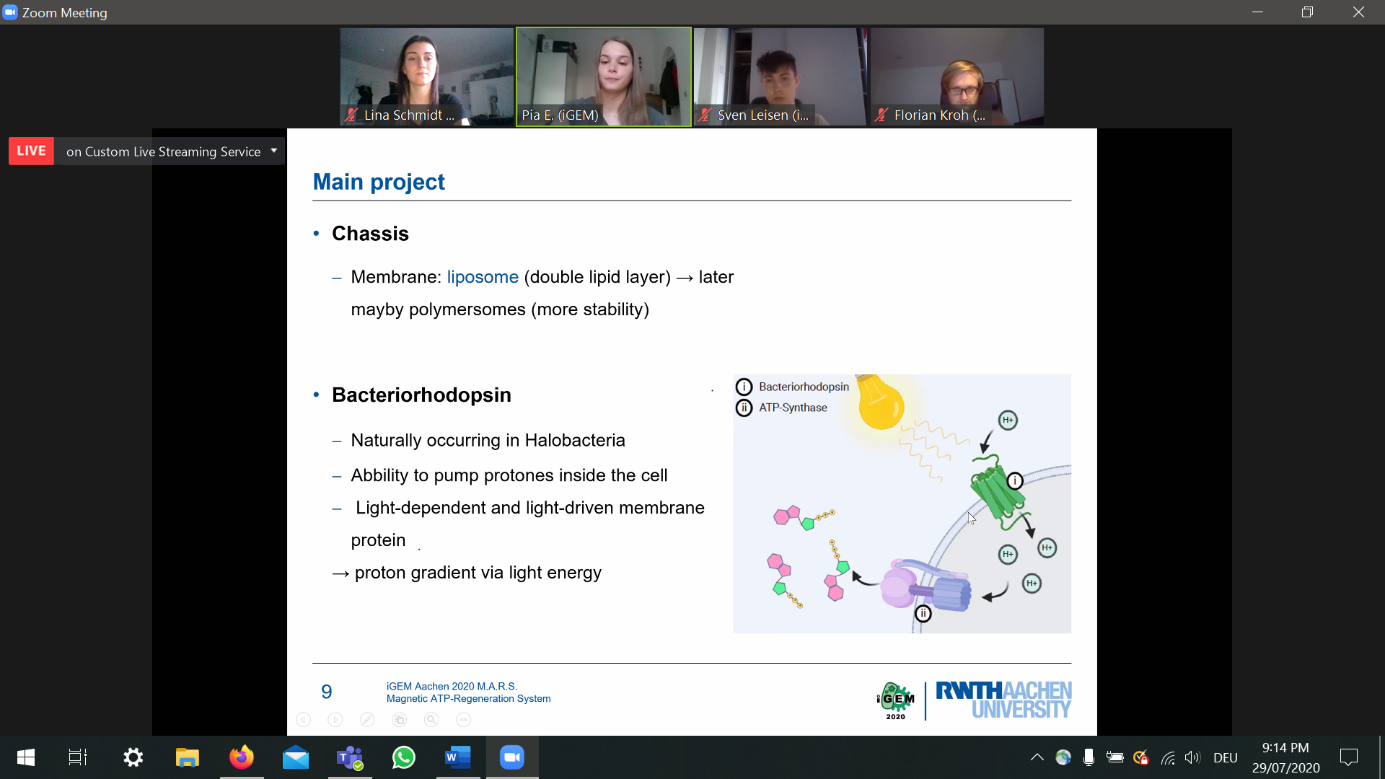 Zoom Meeting
Lina Schmidt ...
Pia E. (iGEM)
Sven Leisen (i...
Florian Kroh (...
LIVE on Custom Live Streaming Service
Main project
• Chassis
– Membrane: liposome (double lipid layer) → later
mayby polymersomes (more stability)
• Bacteriorhodopsin
– Naturally occurring in Halobacteria
– Abbility to pump protones inside the cell
– Light-dependent and light-driven membrane
protein
→ proton gradient via light energy
i Bacteriorhodopsin
ii ATP-Synthase
H+
i
H+
H+
H+
ii
9
iGEM Aachen 2020 M.A.R.S.
Magnetic ATP-Regeneration System
iGEM
2020
RWTHAACHEN
UNIVERSITY
DEU
9:14 PM
29/07/2020